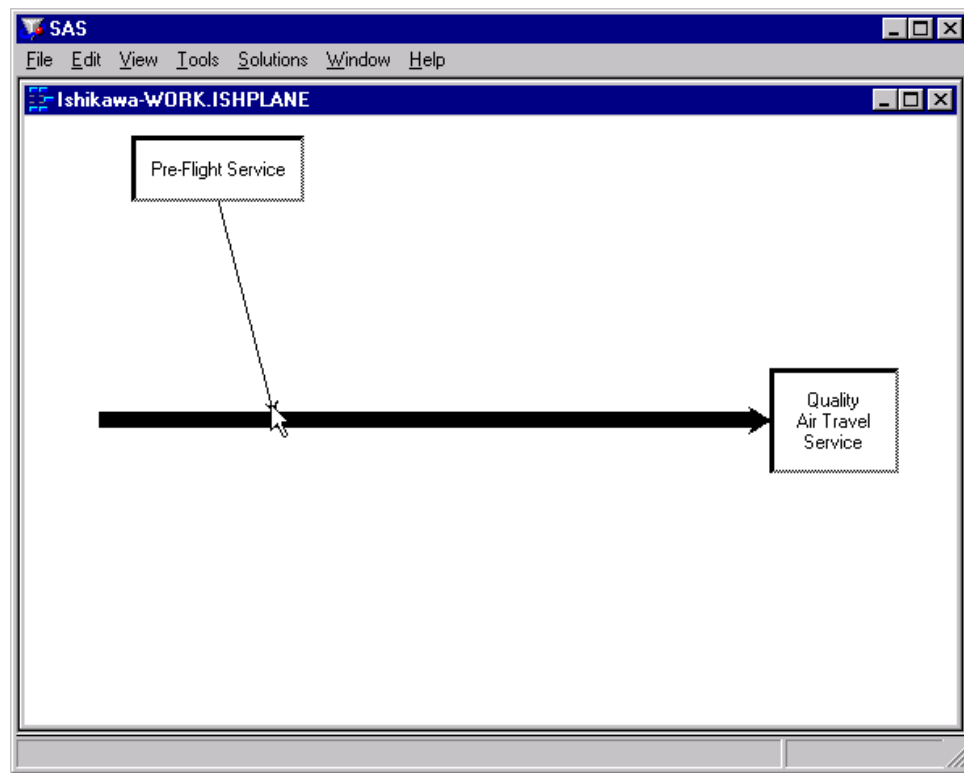 SAS
File Edit View Tools Solutions Window Help
Ishikawa-WORK.ISHPLANE
Pre-Flight Service
Quality
Air Travel
Service